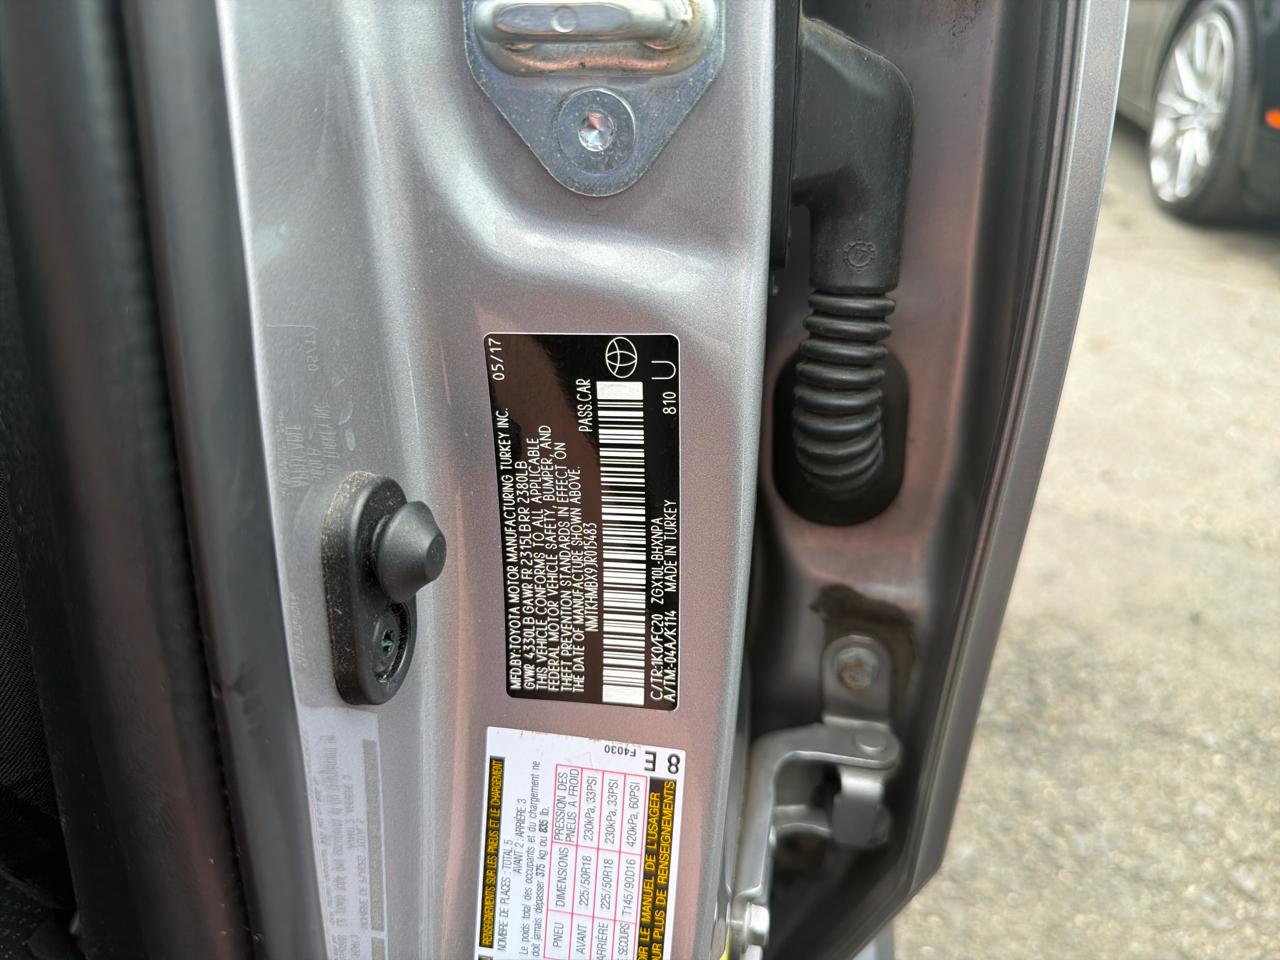 MFD BY:TOYOTA MOTOR MANUFACTURING TURKEY INC. 05/17
GVWR 4330LB GAWR FR 2315LB RR 2380LB
THIS VEHICLE CONFORMS TO ALL APPLICABLE
FEDERAL MOTOR VEHICLE SAFETY, BUMPER, AND
THEFT PREVENTION STANDARDS IN EFFECT ON
THE DATE OF MANUFACTURE SHOWN ABOVE.
NMTKHMBX9JR015483 PASS.CAR
C/TR:1K0/FC20 ZGX10L-BHXNPA 810 U
A/TM:-04A/K114 MADE IN TURKEY
RENSEIGNEMENTS SUR LES PNEUS ET LE CHARGEMENT
NOMBRE DE PLACES : TOTAL 5 AVANT 2 : ARRIÈRE 3
Le poids total des occupants et du chargement ne
doit jamais dépasser 375 kg ou 835 lb.
PNEU DIMENSIONS PRESSION DES PNEUS À FROID
AVANT 225/50R18 230kPa, 33PSI
ARRIÈRE 225/50R18 230kPa, 33PSI
SECOURS T145/90D16 420kPa, 60PSI
F4030
LE MANUEL DE L'USAGER
PLUS DE RENSEIGNEMENTS